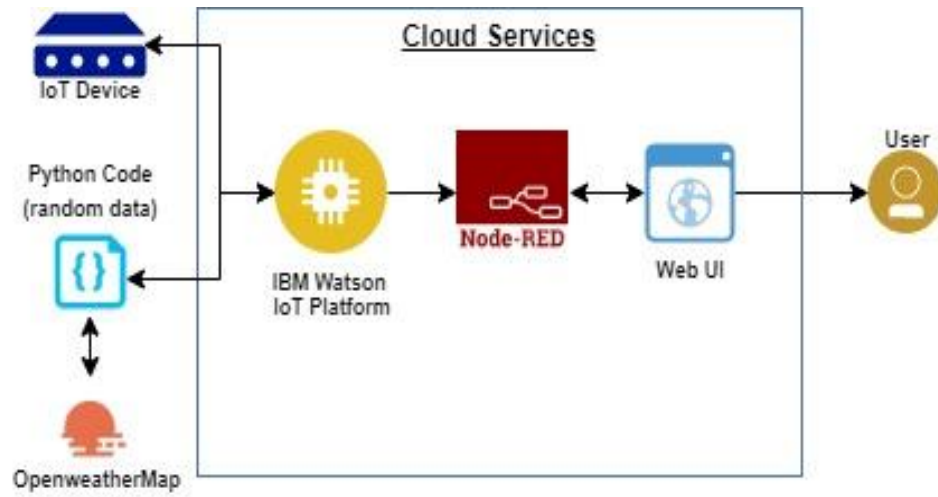 Cloud Services
IoT Device
Python Code
(random data)
{}
OpenweatherMap
IBM Watson
IoT Platform
Node-RED
Web UI
User